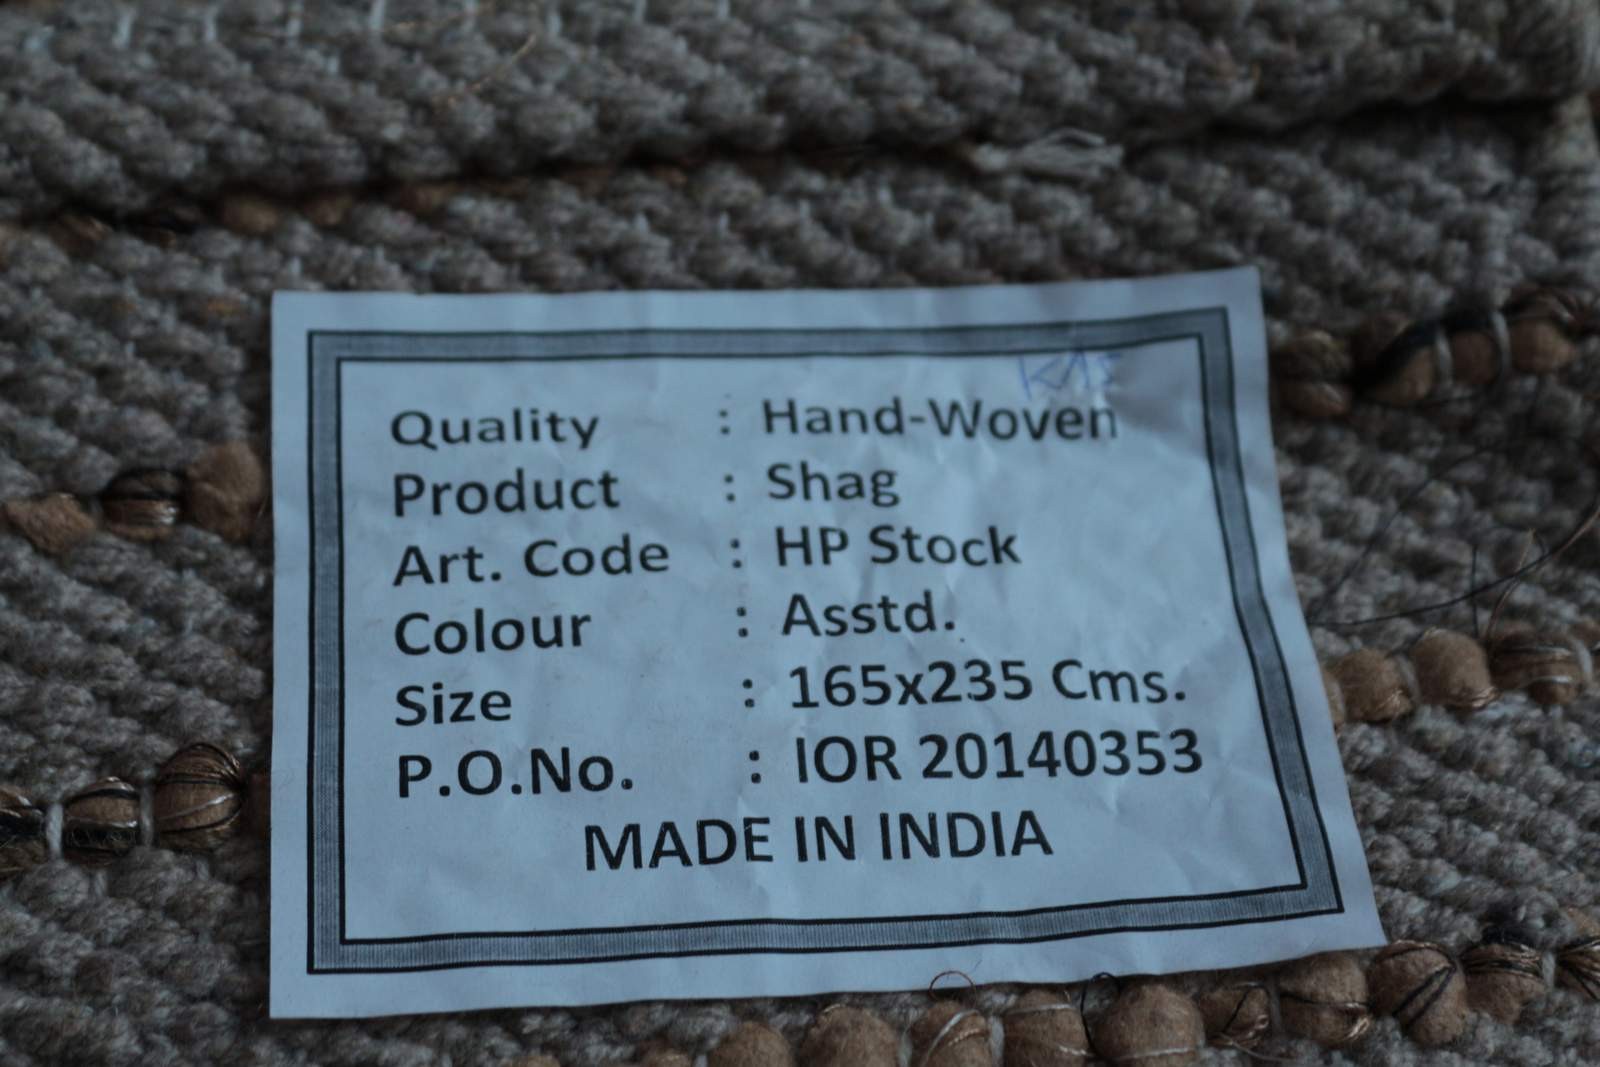 Quality : Hand-Woven
Product : Shag
Art. Code : HP Stock
Colour : Asstd.
Size : 165x235 Cms.
P.O.No. : IOR 20140353
MADE IN INDIA